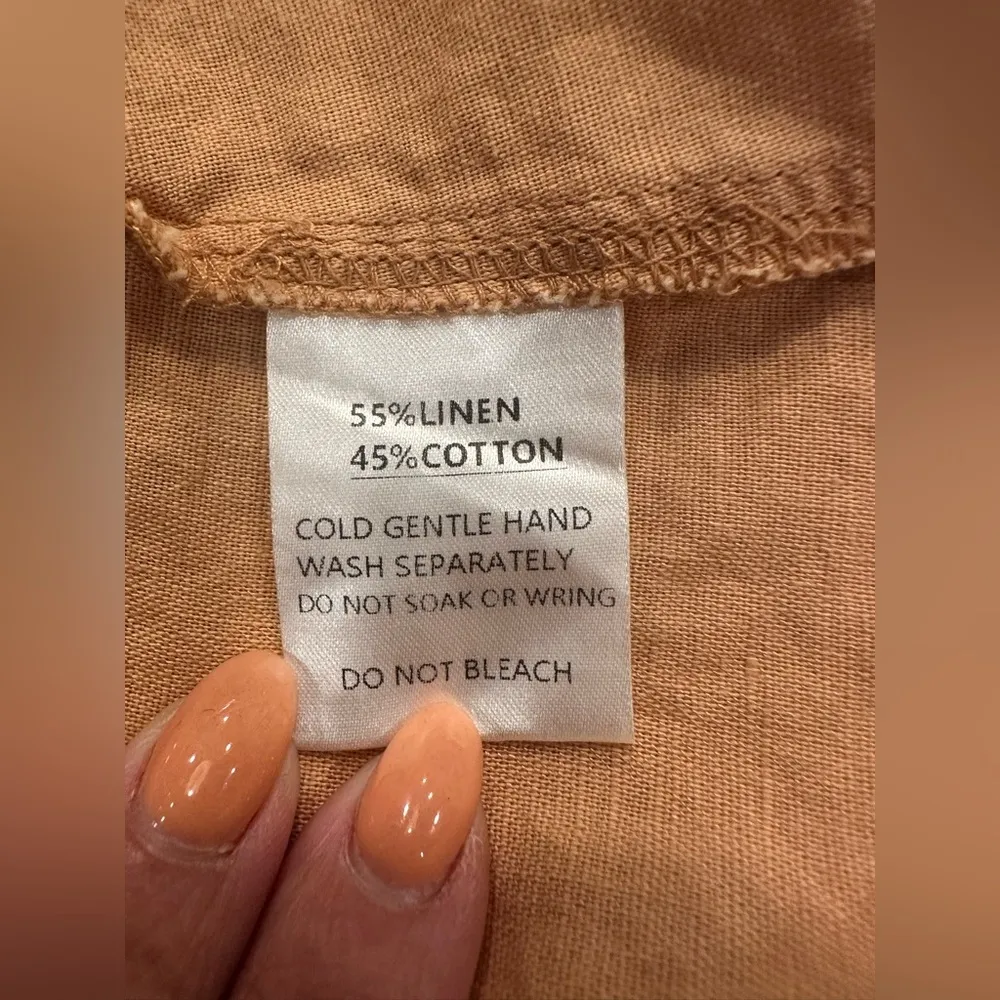 55%LINEN
45%COTTON
COLD GENTLE HAND
WASH SEPARATELY
DO NOT SOAK OR WRING
DO NOT BLEACH